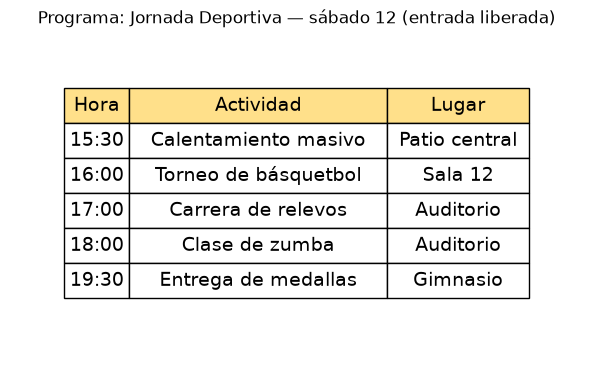 Programa: Jornada Deportiva — sábado 12 (entrada liberada)
Hora Actividad Lugar
15:30 Calentamiento masivo Patio central
16:00 Torneo de básquetbol Sala 12
17:00 Carrera de relevos Auditorio
18:00 Clase de zumba Auditorio
19:30 Entrega de medallas Gimnasio